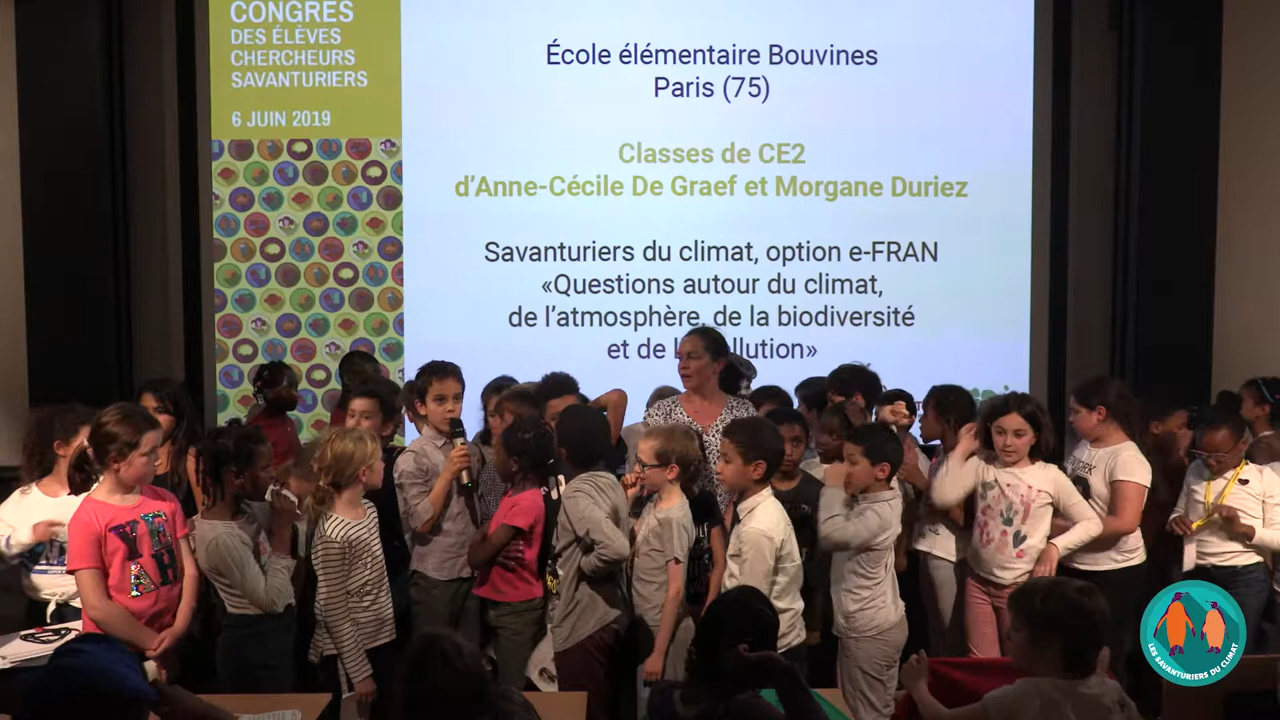 CONGRÈS
DES ÉLÈVES
CHERCHEURS
SAVANTURIERS
6 JUIN 2019
École élémentaire Bouvines
Paris (75)
Classes de CE2
d'Anne-Cécile De Graef et Morgane Duriez
Savanturiers du climat, option e-FRAN
«Questions autour du climat,
de l'atmosphère, de la biodiversité
et de
YEAH
LES SAVANTURIERS DU CLIMAT